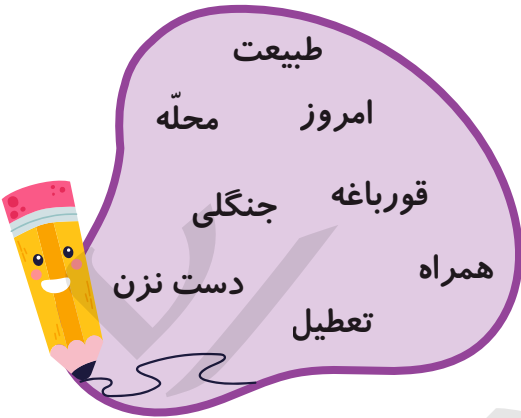 طبیعت
امروز
محلّه
قورباغه
جنگلی
همراه
دست نزن
تعطیل